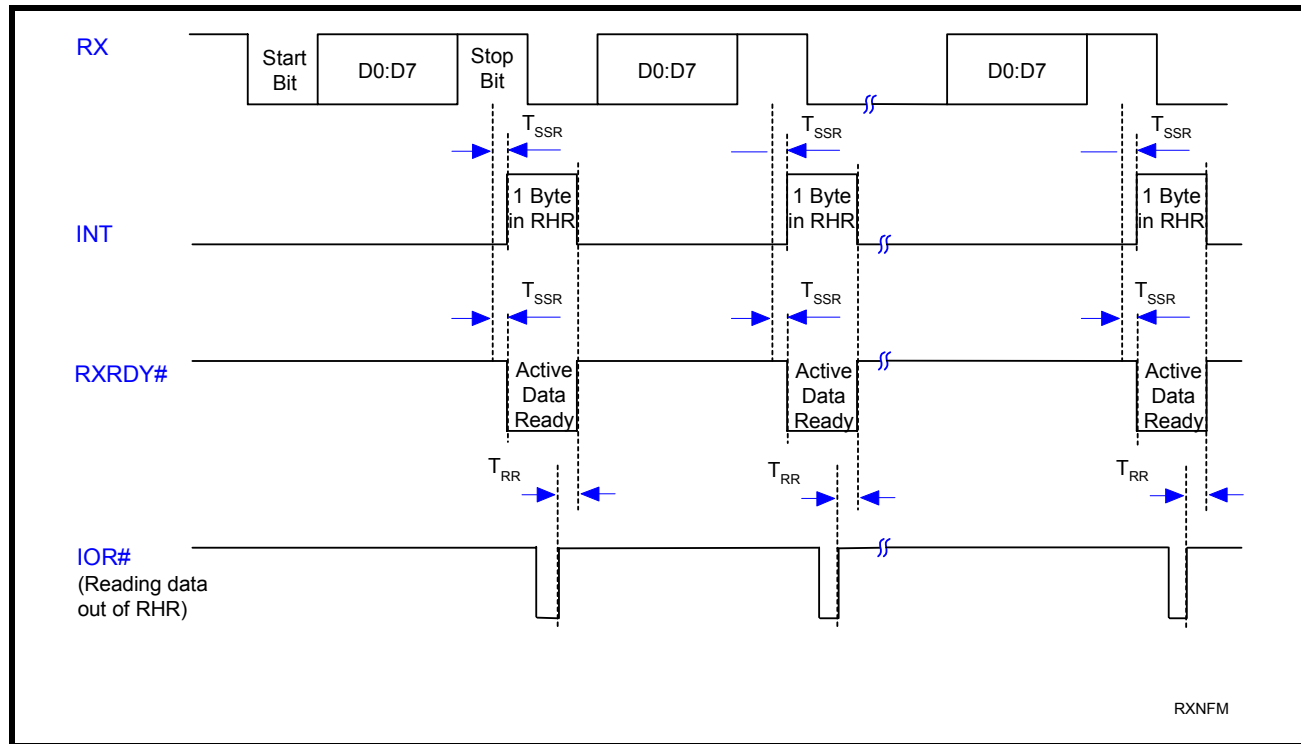 RX
Start
Bit
D0:D7
Stop
Bit
D0:D7
D0:D7
TSSR
TSSR
TSSR
INT
1 Byte
in RHR
1 Byte
in RHR
1 Byte
in RHR
TSSR
TSSR
TSSR
RXRDY#
Active
Data
Ready
Active
Data
Ready
Active
Data
Ready
TRR
TRR
TRR
IOR#
(Reading data
out of RHR)
RXNFM